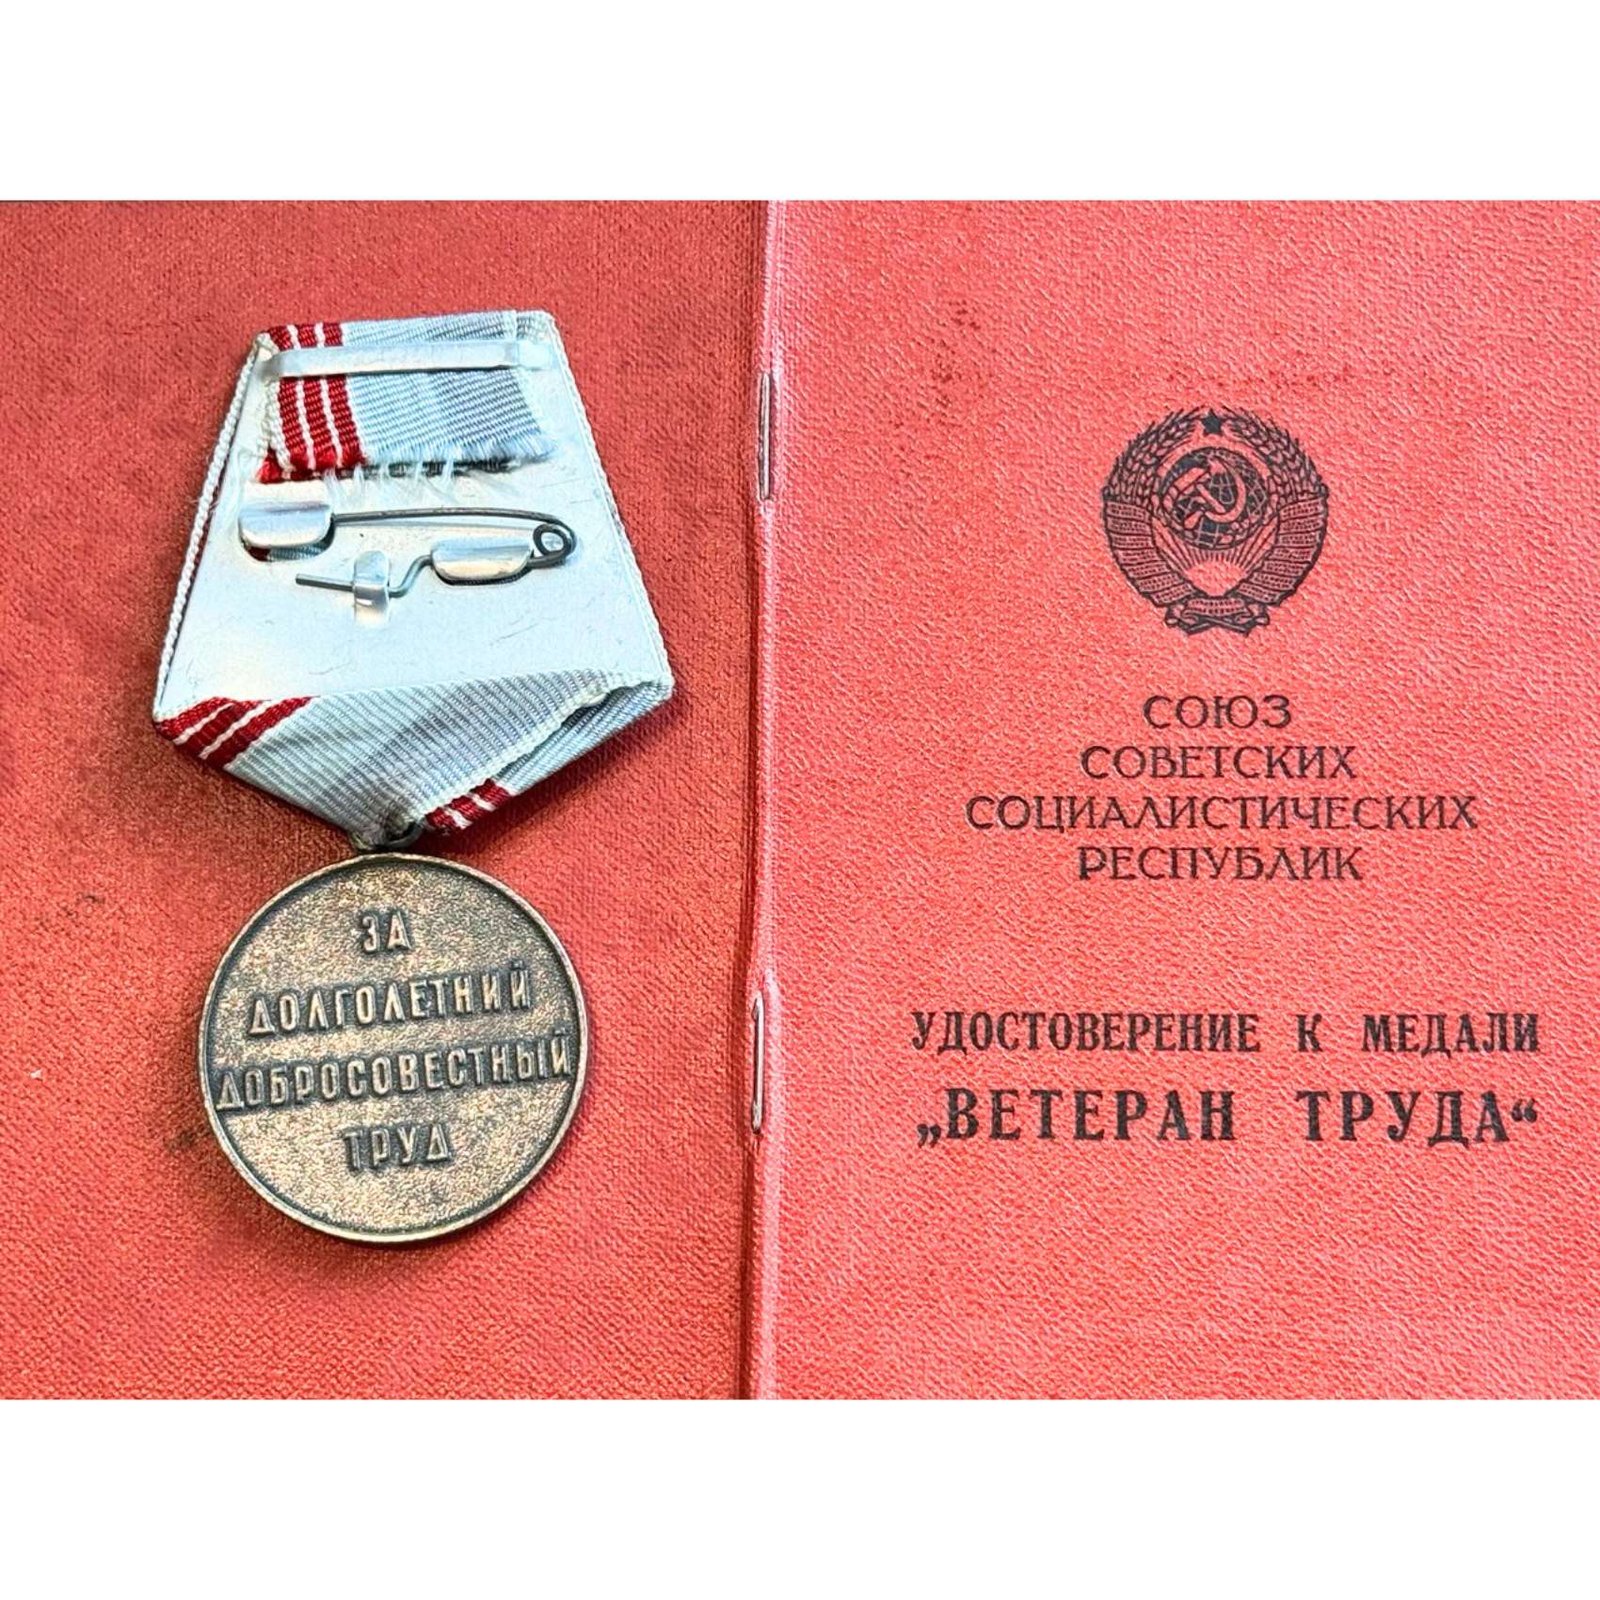 ЗА
ДОЛГОЛЕТНИЙ
ДОБРОСОВЕСТНЫЙ
ТРУД
СОЮЗ
СОВЕТСКИХ
СОЦИАЛИСТИЧЕСКИХ
РЕСПУБЛИК
УДОСТОВЕРЕНИЕ К МЕДАЛИ
„ВЕТЕРАН ТРУДА“